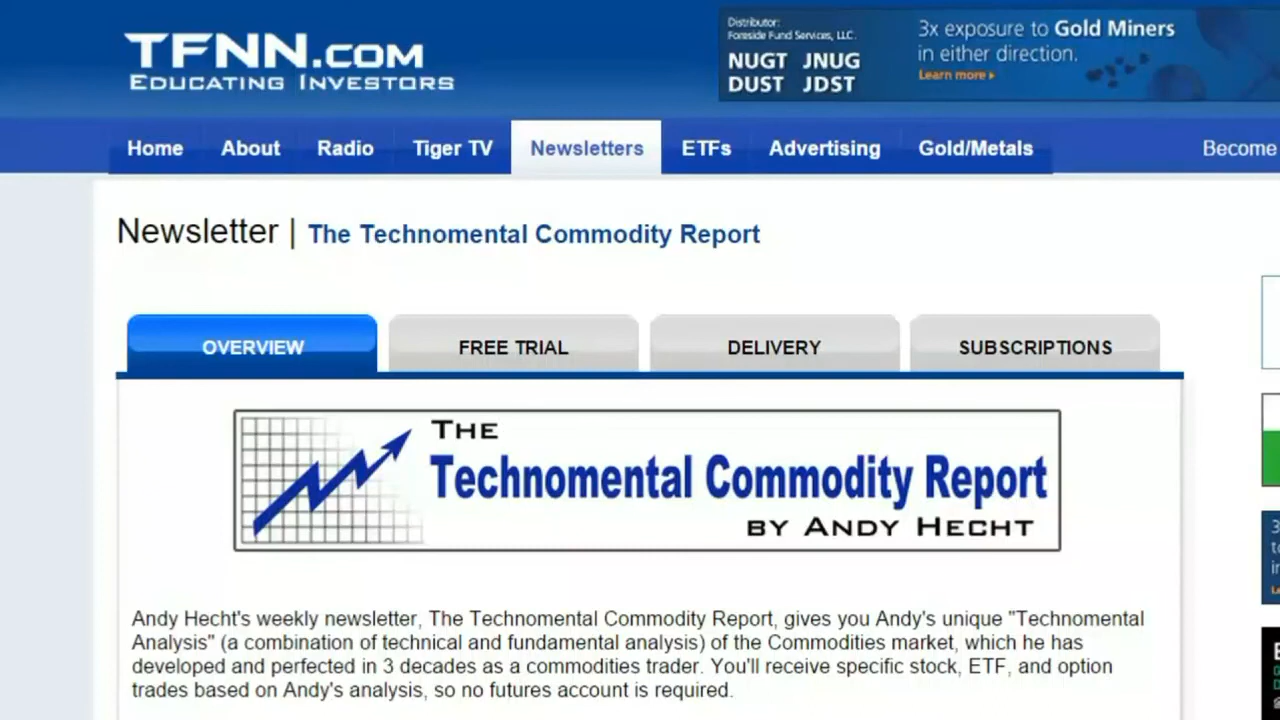 TFNN.COM
EDUCATING INVESTORS
Distributor:
Foreside Fund Services, LLC.
NUGT JNUG
DUST JDST
3x exposure to Gold Miners
in either direction.
Learn more
Home About Radio Tiger TV Newsletters ETFs Advertising Gold/Metals Become
Newsletter | The Technomental Commodity Report
OVERVIEW FREE TRIAL DELIVERY SUBSCRIPTIONS
THE
Technomental Commodity Report
BY ANDY HECHT
Andy Hecht's weekly newsletter, The Technomental Commodity Report, gives you Andy's unique "Technomental
Analysis" (a combination of technical and fundamental analysis) of the Commodities market, which he has
developed and perfected in 3 decades as a commodities trader. You'll receive specific stock, ETF, and option
trades based on Andy's analysis, so no futures account is required.